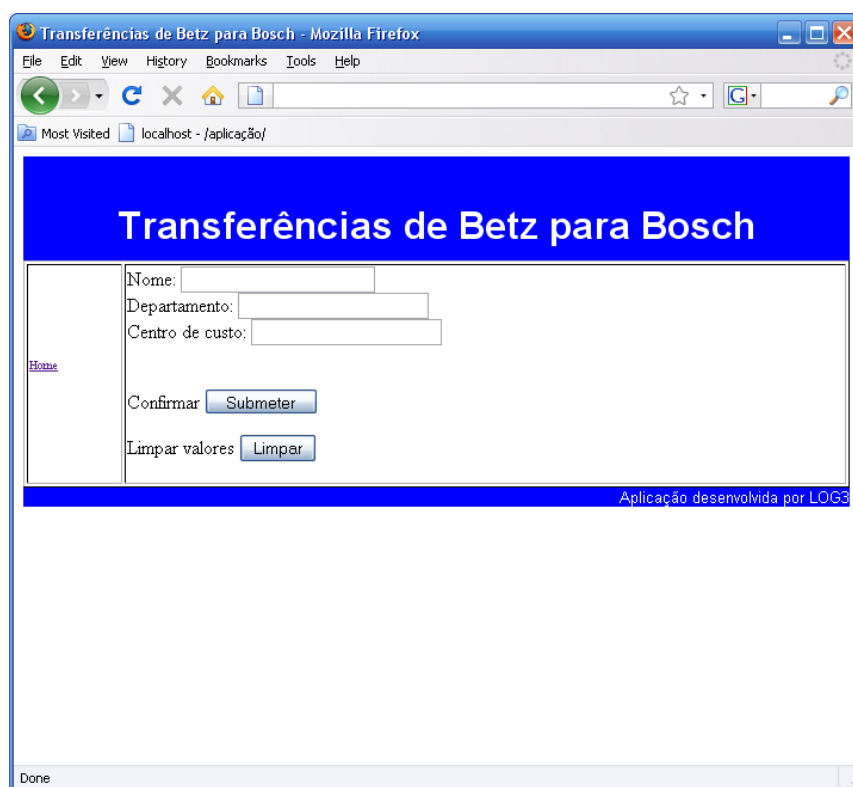 Transferências de Betz para Bosch - Mozilla Firefox
File Edit View History Bookmarks Tools Help
G
Most Visited localhost - /aplicação/
Transferências de Betz para Bosch
Nome:
Departamento:
Centro de custo:
Home
Confirmar Submeter
Limpar valores Limpar
Aplicação desenvolvida por LOG3
Done